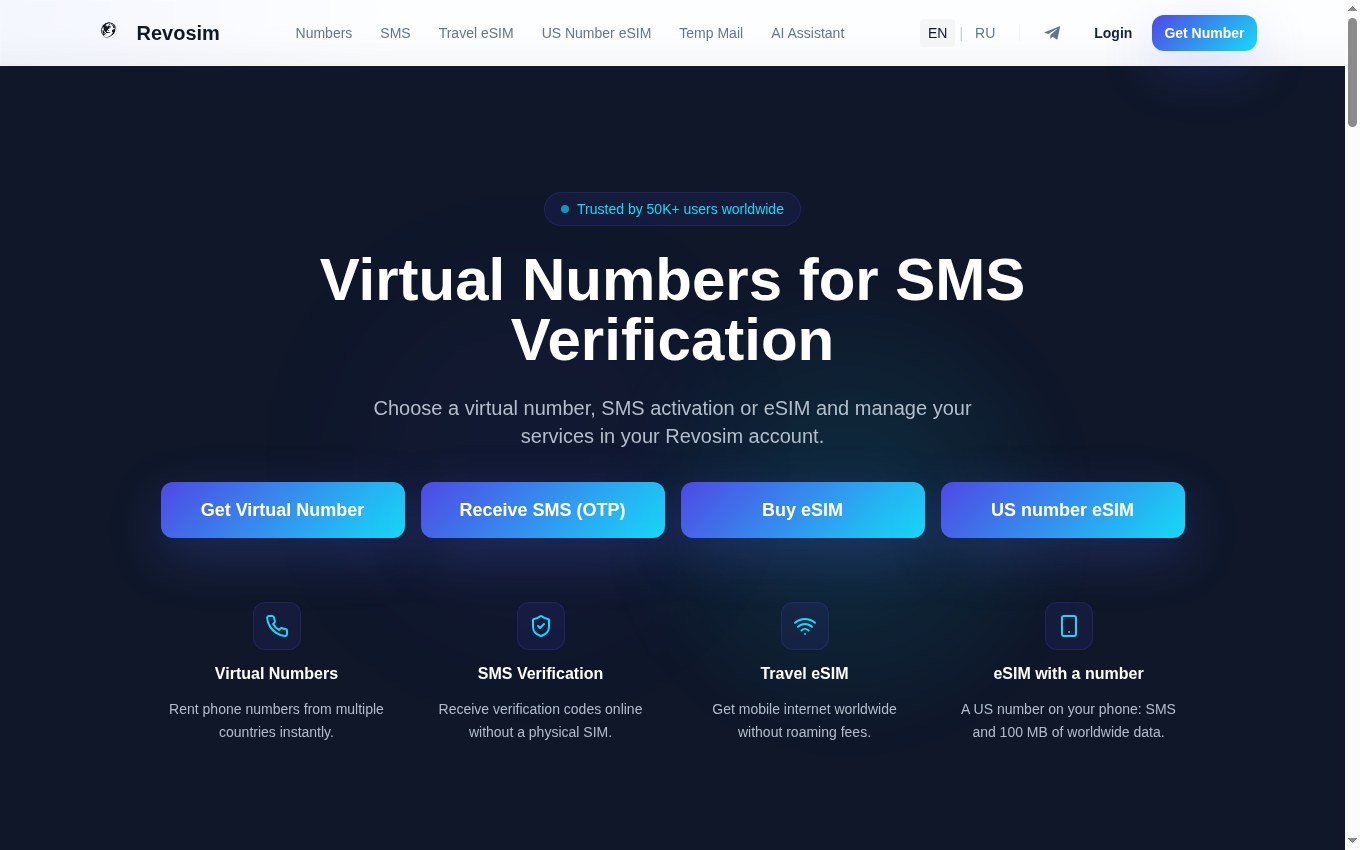 Revosim
Numbers
SMS
Travel eSIM
US Number eSIM
Temp Mail
AI Assistant
EN | RU
Login
Get Number
Trusted by 50K+ users worldwide
Virtual Numbers for SMS
Verification
Choose a virtual number, SMS activation or eSIM and manage your
services in your Revosim account.
Get Virtual Number
Receive SMS (OTP)
Buy eSIM
US number eSIM
Virtual Numbers
Rent phone numbers from multiple
countries instantly.
SMS Verification
Receive verification codes online
without a physical SIM.
Travel eSIM
Get mobile internet worldwide
without roaming fees.
eSIM with a number
A US number on your phone: SMS
and 100 MB of worldwide data.